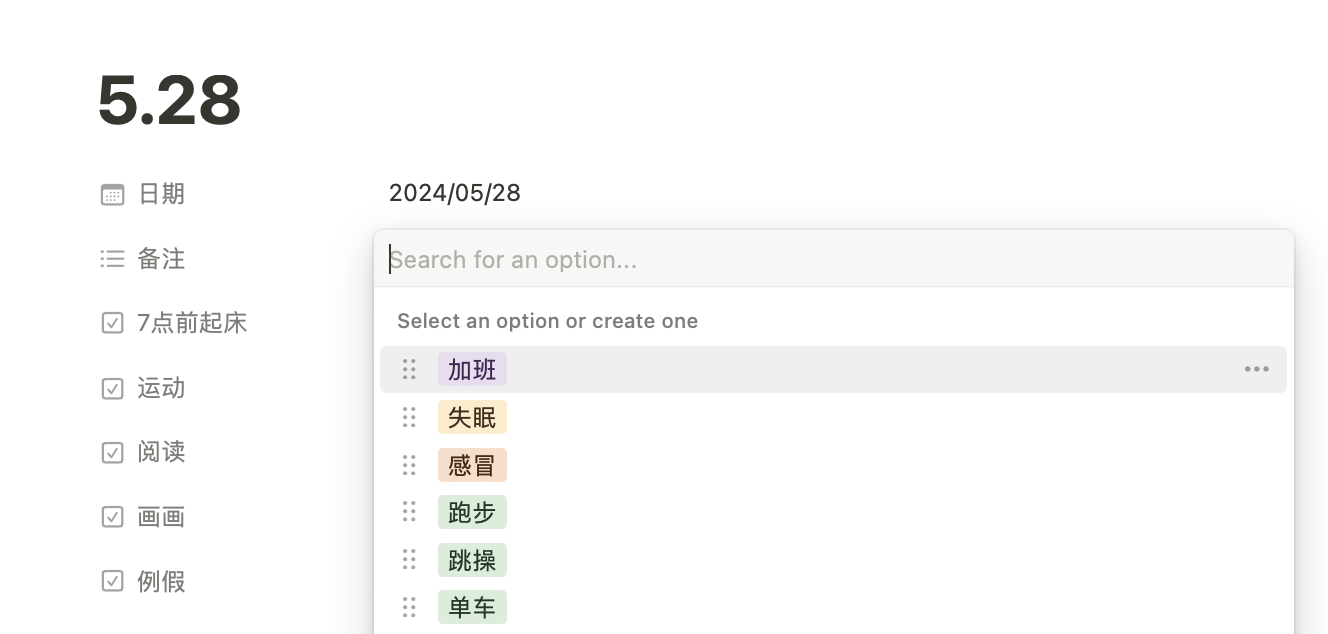 5.28
日期 2024/05/28
备注 Search for an option...
Select an option or create one
7点前起床
加班
运动
失眠
阅读
感冒
画画
跑步
跳操
例假
单车